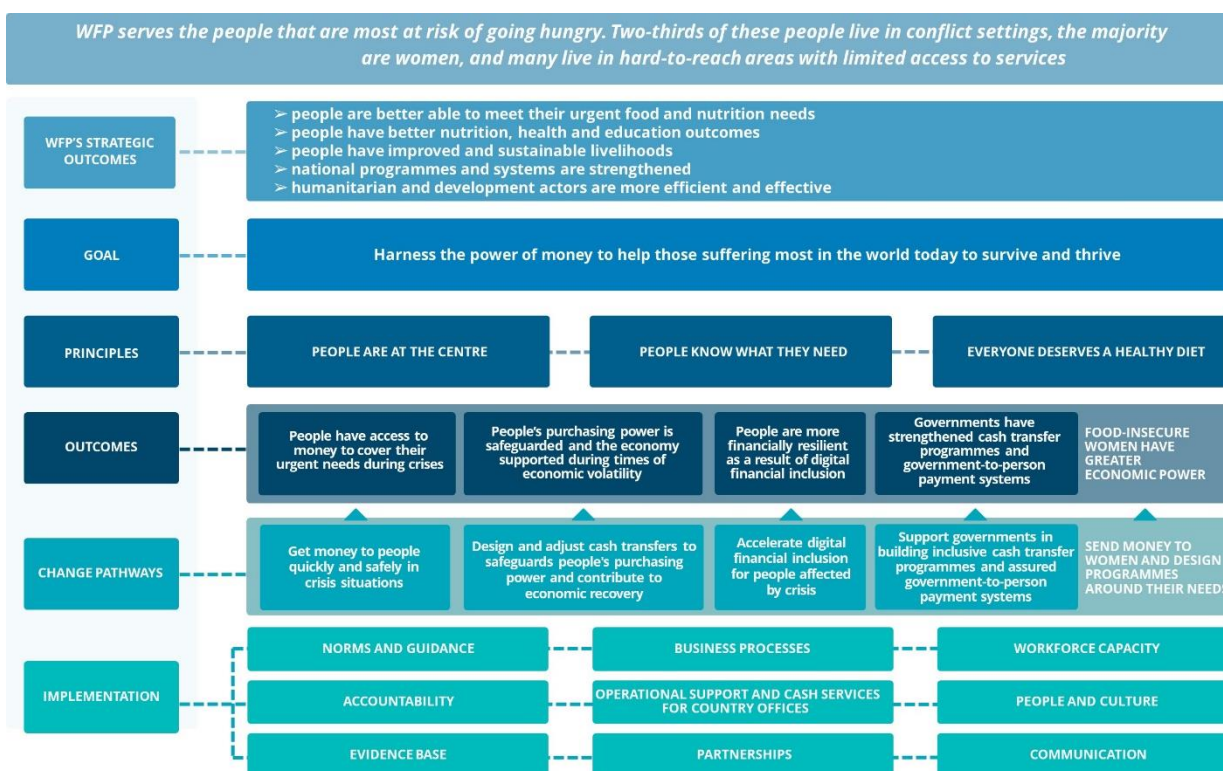 WFP serves the people that are most at risk of going hungry. Two-thirds of these people live in conflict settings, the majority
are women, and many live in hard-to-reach areas with limited access to services
WFP'S STRATEGIC
OUTCOMES
➢ people are better able to meet their urgent food and nutrition needs
➢ people have better nutrition, health and education outcomes
➢ people have improved and sustainable livelihoods
➢ national programmes and systems are strengthened
➢ humanitarian and development actors are more efficient and effective
GOAL
Harness the power of money to help those suffering most in the world today to survive and thrive
PRINCIPLES
PEOPLE ARE AT THE CENTRE
PEOPLE KNOW WHAT THEY NEED
EVERYONE DESERVES A HEALTHY DIET
OUTCOMES
People have access to
money to cover their
urgent needs during crises
People's purchasing power is
safeguarded and the economy
supported during times of
economic volatility
People are more
financially resilient
as a result of digital
financial inclusion
Governments have
strengthened cash transfer
programmes and
government-to-person
payment systems
FOOD-INSECURE
WOMEN HAVE
GREATER
ECONOMIC POWER
CHANGE PATHWAYS
Get money to people
quickly and safely in
crisis situations
Design and adjust cash transfers to
safeguards people's purchasing
power and contribute to
economic recovery
Accelerate digital
financial inclusion
for people affected
by crisis
Support governments in
building inclusive cash transfer
programmes and assured
government-to-person
payment systems
SEND MONEY TO
WOMEN AND DESIGN
PROGRAMMES
AROUND THEIR NEEDS
IMPLEMENTATION
NORMS AND GUIDANCE
BUSINESS PROCESSES
WORKFORCE CAPACITY
ACCOUNTABILITY
OPERATIONAL SUPPORT AND CASH SERVICES
FOR COUNTRY OFFICES
PEOPLE AND CULTURE
EVIDENCE BASE
PARTNERSHIPS
COMMUNICATION